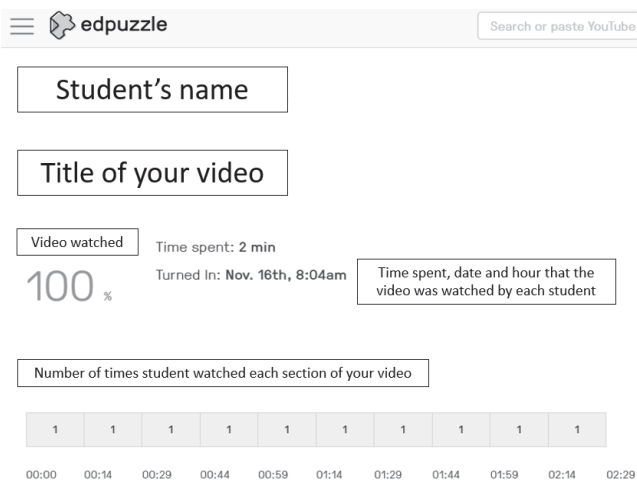 edpuzzle
Search or paste YouTube
Student's name
Title of your video
Video watched
Time spent: 2 min
100 %
Turned In: Nov. 16th, 8:04am
Time spent, date and hour that the
video was watched by each student
Number of times student watched each section of your video
1 1 1 1 1 1 1 1 1 1
00:00 00:14 00:29 00:44 00:59 01:14 01:29 01:44 01:59 02:14 02:29